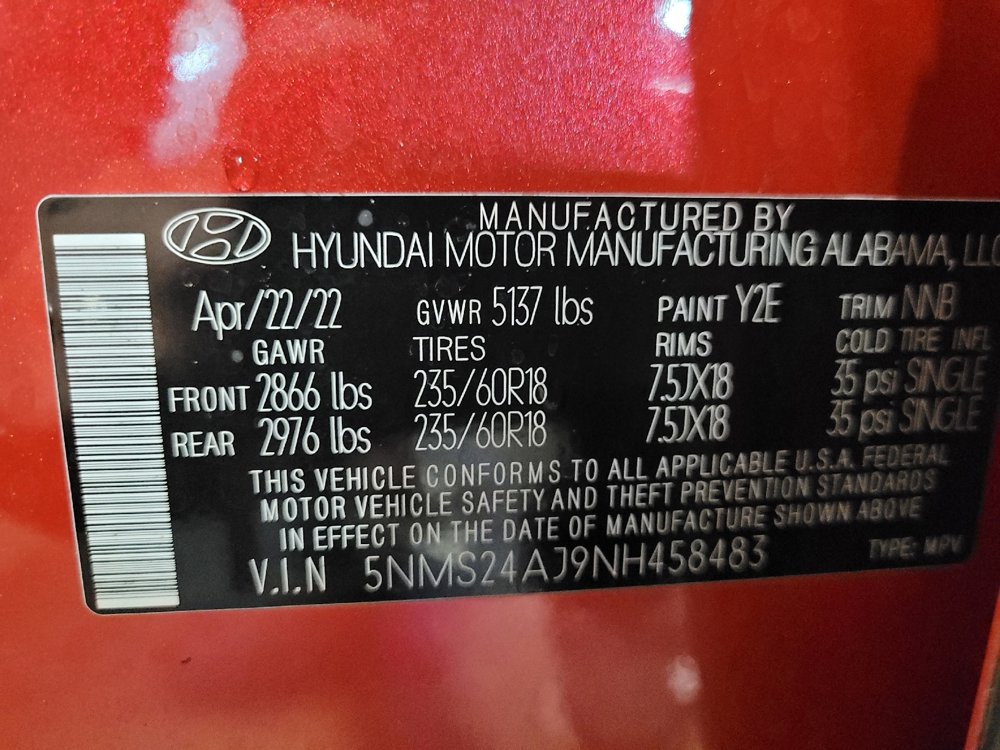 MANUFACTURED BY
HYUNDAI MOTOR MANUFACTURING ALABAMA, LLC
Apr/22/22 GVWR 5137 lbs PAINT Y2E TRIM NNB
GAWR TIRES RIMS COLD TIRE INFL
FRONT 2866 lbs 235/60R18 7.5JX18 35 psi SINGLE
REAR 2976 lbs 235/60R18 7.5JX18 35 psi SINGLE
THIS VEHICLE CONFORMS TO ALL APPLICABLE U.S.A. FEDERAL
MOTOR VEHICLE SAFETY AND THEFT PREVENTION STANDARDS
IN EFFECT ON THE DATE OF MANUFACTURE SHOWN ABOVE
V.I.N 5NMS24AJ9NH458483 TYPE: MPV